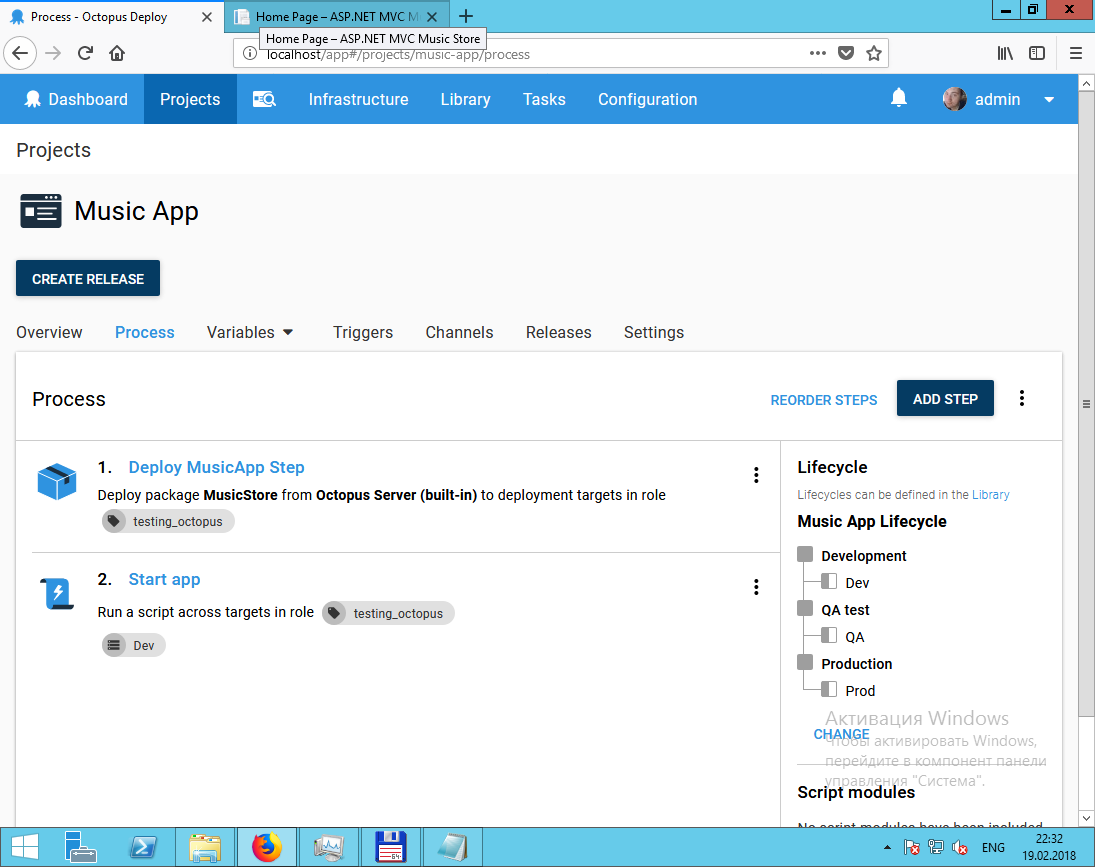 Process - Octopus Deploy
Home Page – ASP.NET MVC M
Home Page – ASP.NET MVC Music Store
localhost/app#/projects/music-app/process
Dashboard
Projects
Infrastructure
Library
Tasks
Configuration
admin
Projects
Music App
CREATE RELEASE
Overview
Process
Variables
Triggers
Channels
Releases
Settings
Process
REORDER STEPS
ADD STEP
1. Deploy MusicApp Step
Deploy package MusicStore from Octopus Server (built-in) to deployment targets in role
testing_octopus
2. Start app
Run a script across targets in role testing_octopus
Dev
Lifecycle
Lifecycles can be defined in the Library
Music App Lifecycle
Development
Dev
QA test
QA
Production
Prod
CHANGE
Активация Windows
Чтобы активировать Windows,
перейдите в компонент панели
управления "Система".
Script modules
No script modules have been included
64
ENG
22:32
19.02.2018